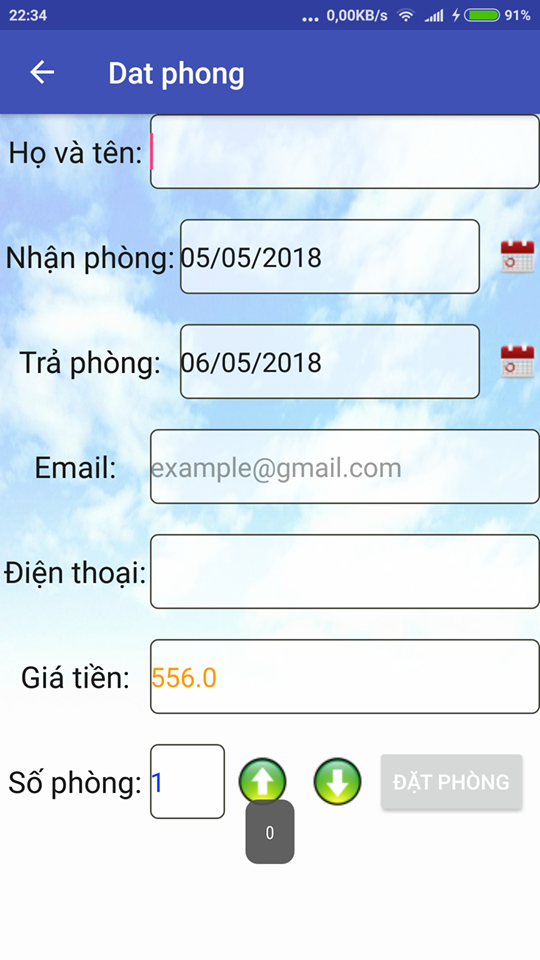 22:34 ... 0,00KB/s 91%
Dat phong
Họ và tên:
Nhận phòng: 05/05/2018
Trả phòng: 06/05/2018
Email: example@gmail.com
Điện thoại:
Giá tiền: 556.0
Số phòng: 1 ĐẶT PHÒNG
0